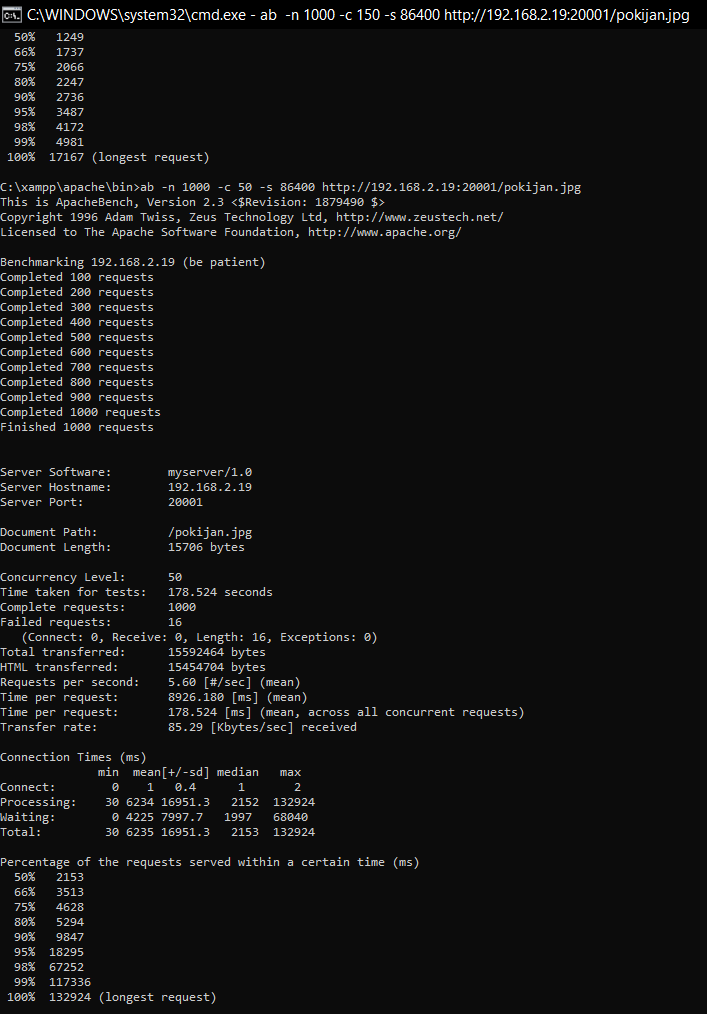 C:\WINDOWS\system32\cmd.exe - ab  -n 1000 -c 150 -s 86400 http://192.168.2.19:20001/pokijan.jpg
  50%   1249
  66%   1737
  75%   2066
  80%   2247
  90%   2736
  95%   3487
  98%   4172
  99%   4981
 100%  17167 (longest request)
C:\xampp\apache\bin>ab -n 1000 -c 50 -s 86400 http://192.168.2.19:20001/pokijan.jpg
This is ApacheBench, Version 2.3 <$Revision: 1879490 $>
Copyright 1996 Adam Twiss, Zeus Technology Ltd, http://www.zeustech.net/
Licensed to The Apache Software Foundation, http://www.apache.org/
Benchmarking 192.168.2.19 (be patient)
Completed 100 requests
Completed 200 requests
Completed 300 requests
Completed 400 requests
Completed 500 requests
Completed 600 requests
Completed 700 requests
Completed 800 requests
Completed 900 requests
Completed 1000 requests
Finished 1000 requests
Server Software:        myserver/1.0
Server Hostname:        192.168.2.19
Server Port:            20001
Document Path:          /pokijan.jpg
Document Length:        15706 bytes
Concurrency Level:      50
Time taken for tests:   178.524 seconds
Complete requests:      1000
Failed requests:        16
   (Connect: 0, Receive: 0, Length: 16, Exceptions: 0)
Total transferred:      15592464 bytes
HTML transferred:       15454704 bytes
Requests per second:    5.60 [#/sec] (mean)
Time per request:       8926.180 [ms] (mean)
Time per request:       178.524 [ms] (mean, across all concurrent requests)
Transfer rate:          85.29 [Kbytes/sec] received
Connection Times (ms)
              min  mean[+/-sd] median   max
Connect:        0    1   0.4      1       2
Processing:    30 6234 16951.3   2152  132924
Waiting:        0 4225 7997.7   1997   68040
Total:         30 6235 16951.3   2153  132924
Percentage of the requests served within a certain time (ms)
  50%   2153
  66%   3513
  75%   4628
  80%   5294
  90%   9847
  95%  18295
  98%  67252
  99%  117336
 100%  132924 (longest request)